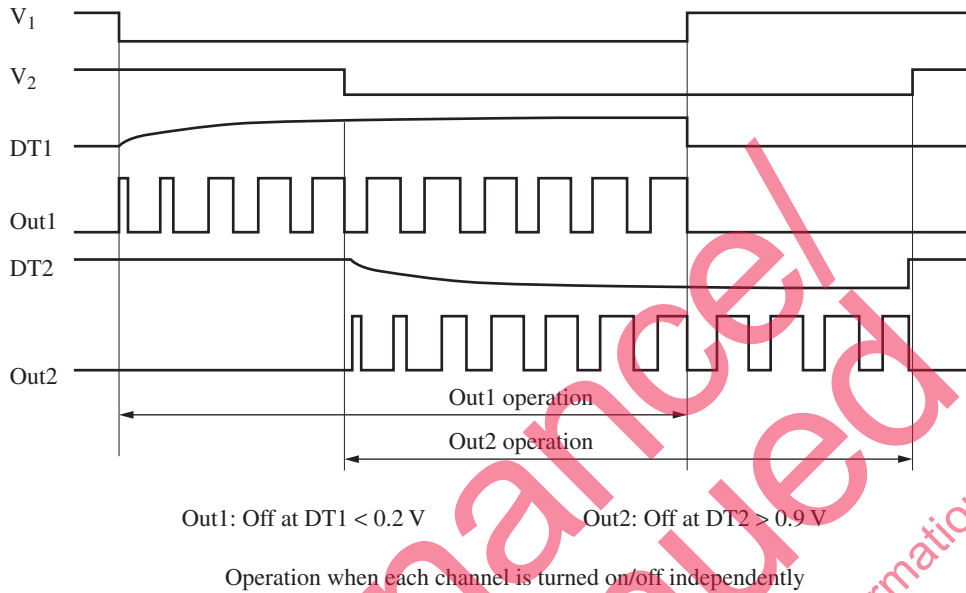 V1
V2
DT1
Out1
DT2
Out2
Out1 operation
Out2 operation
Out1: Off at DT1 < 0.2 V
Out2: Off at DT2 > 0.9 V
Operation when each channel is turned on/off independently